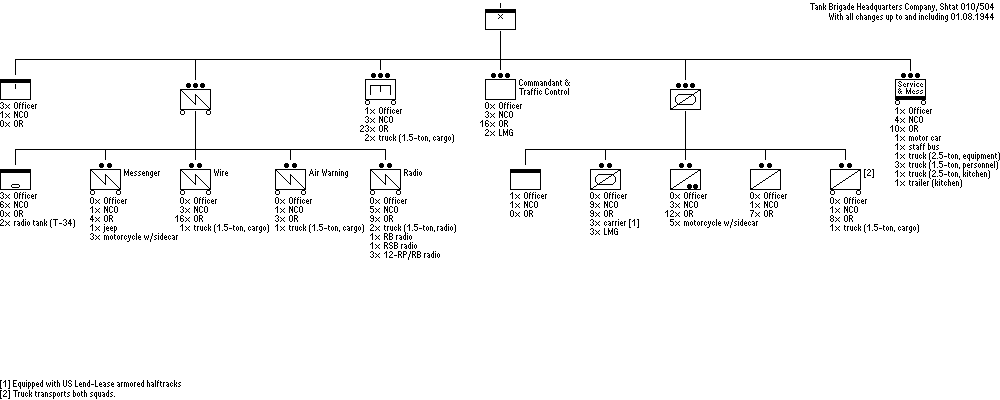 Tank Brigade Headquarters Company, Shtat 010/504
With all changes up to and including 01.08.1944
3× Officer
1× NCO
0× OR
1× Officer
3× NCO
23× OR
2× truck (1.5-ton, cargo)
Commandant &
Traffic Control
0× Officer
3× NCO
16× OR
2× LMG
Service
& Mess
1× Officer
4× NCO
10× OR
1× motor car
1× staff bus
1× truck (2.5-ton, equipment)
3× truck (1.5-ton, personnel)
1× truck (2.5-ton, kitchen)
1× trailer (kitchen)
3× Officer
6× NCO
0× OR
2× radio tank (T-34)
Messenger
0× Officer
1× NCO
4× OR
1× jeep
3× motorcycle w/sidecar
Wire
0× Officer
3× NCO
16× OR
1× truck (1.5-ton, cargo)
Air Warning
0× Officer
1× NCO
3× OR
1× truck (1.5-ton, cargo)
Radio
0× Officer
5× NCO
9× OR
2× truck (1.5-ton, radio)
1× RB radio
1× RSB radio
3× 12-RP/RB radio
1× Officer
1× NCO
0× OR
0× Officer
9× NCO
9× OR
3× carrier [1]
3× LMG
0× Officer
3× NCO
12× OR
5× motorcycle w/sidecar
0× Officer
1× NCO
7× OR
[2]
0× Officer
1× NCO
8× OR
1× truck (1.5-ton, cargo)
[1] Equipped with US Lend-Lease armored halftracks
[2] Truck transports both squads.